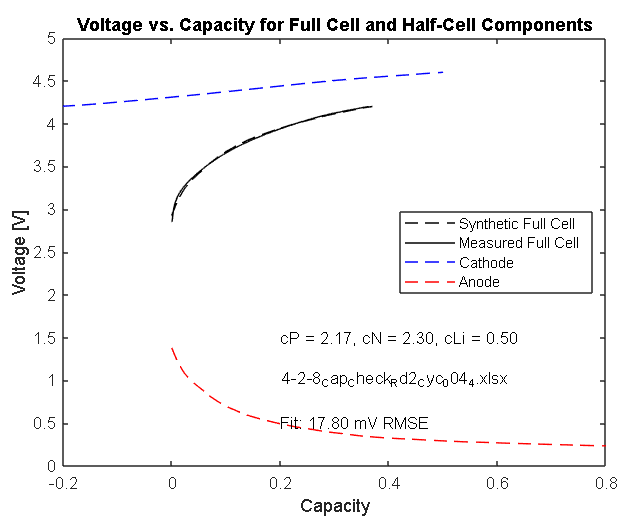 Voltage vs. Capacity for Full Cell and Half-Cell Components
5
4.5
4
3.5
3
2.5
2
1.5
1
0.5
0
Voltage [V]
Synthetic Full Cell
Measured Full Cell
Cathode
Anode
cP = 2.17, cN = 2.30, cLi = 0.50
4-2-8CapCheckRd2Cyc0044.xlsx
Fit: 17.80 mV RMSE
-0.2 0 0.2 0.4 0.6 0.8
Capacity